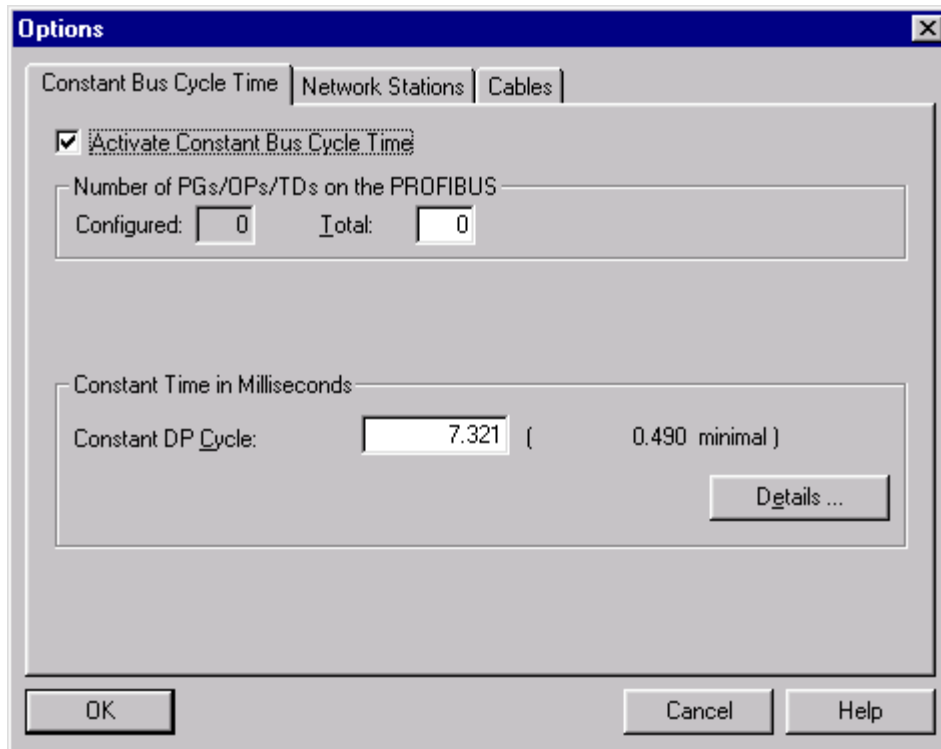 Options
Constant Bus Cycle Time Network Stations Cables
Activate Constant Bus Cycle Time
Number of PGs/OPs/TDs on the PROFIBUS
Configured: 0 Total: 0
Constant Time in Milliseconds
Constant DP Cycle: 7.321 ( 0.490 minimal )
Details ...
OK Cancel Help